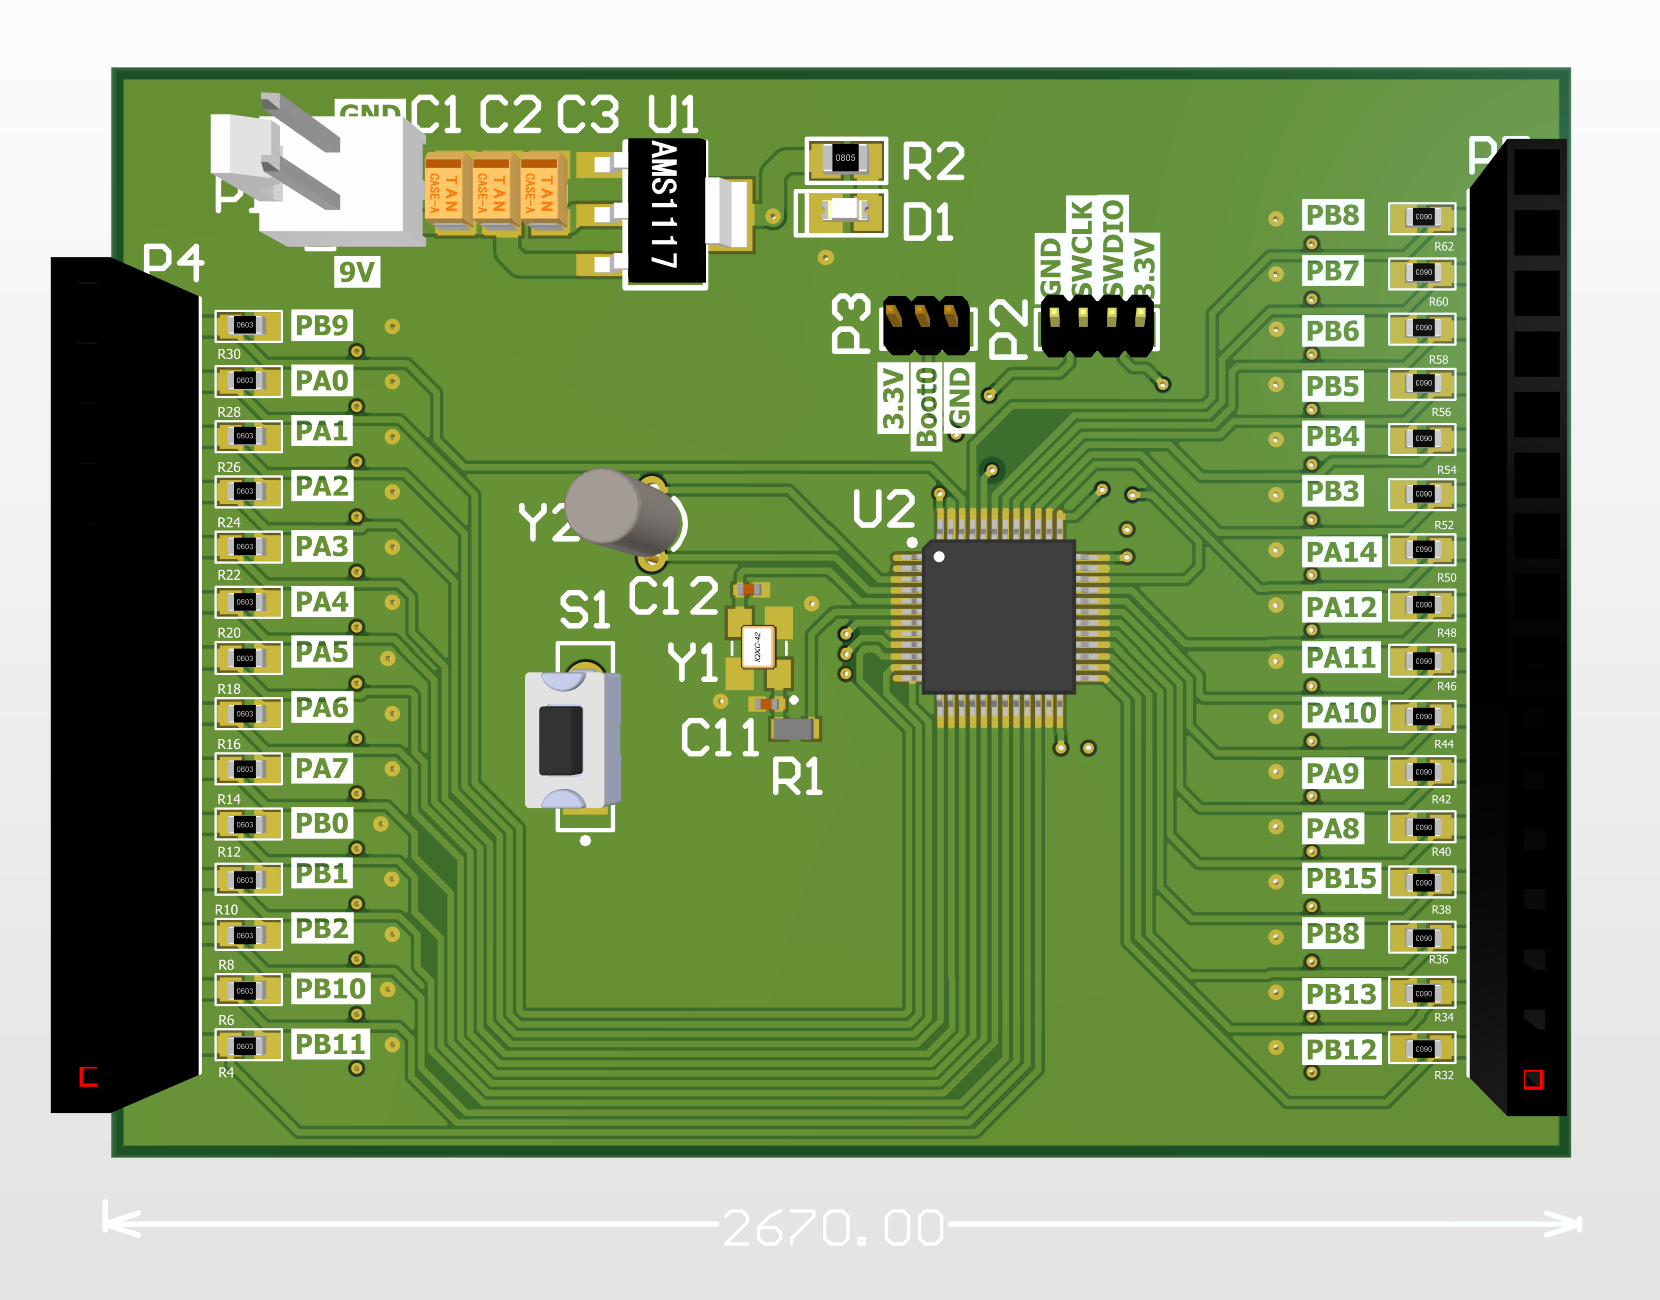 GND
C1 C2 C3 U1
AMS1117
TAN
CASE-A
TAN
CASE-A
TAN
CASE-A
0805
R2
D1
P4
9V
GND
SWCLK
SWDIO
3.3V
P3
P2
3.3V
Boot0
GND
PB9
0603
R30
PA0
0603
R28
PA1
0603
R26
PA2
0603
R24
PA3
0603
R22
PA4
0603
R20
PA5
0603
R18
PA6
0603
R16
PA7
0603
R14
PB0
0603
R12
PB1
0603
R10
PB2
0603
R8
PB10
0603
R6
PB11
0603
R4
Y2
U2
C12
S1
Y1
C11
R1
PB8
0603
R62
PB7
0603
R60
PB6
0603
R58
PB5
0603
R56
PB4
0603
R54
PB3
0603
R52
PA14
0603
R50
PA12
0603
R48
PA11
0603
R46
PA10
0603
R44
PA9
0603
R42
PA8
0603
R40
PB15
0603
R38
PB8
0603
R36
PB13
0603
R34
PB12
0603
R32
2670.00